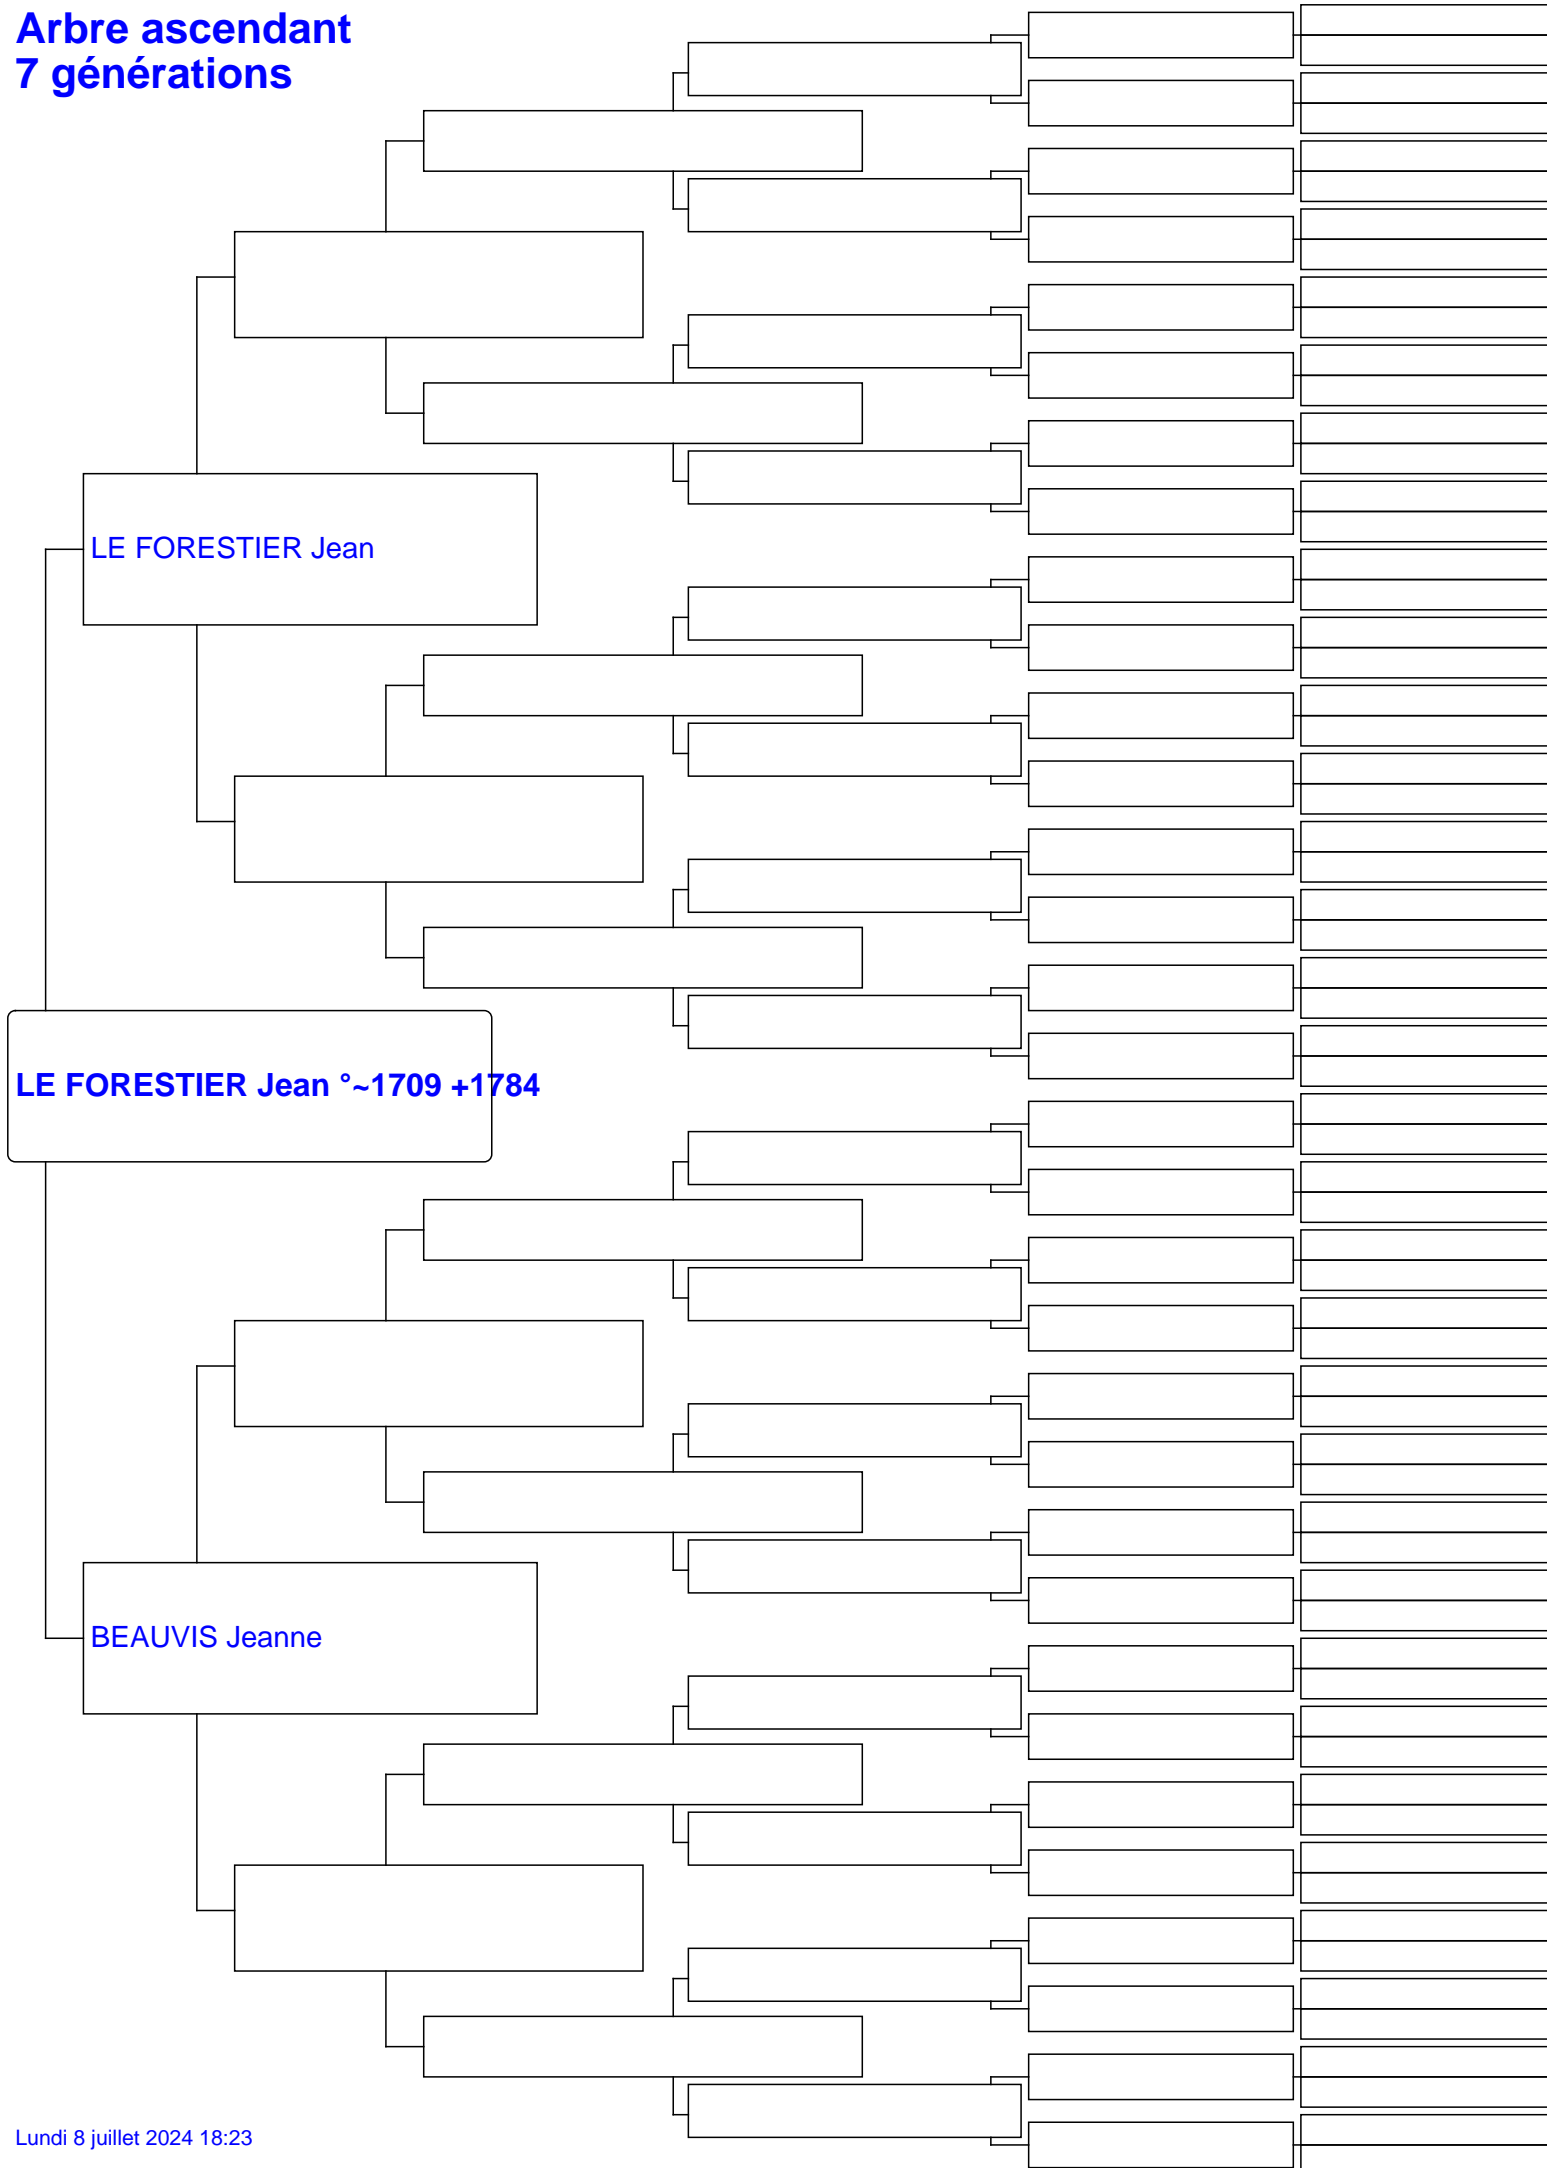 Arbre ascendant
7 générations
LE FORESTIER Jean
LE FORESTIER Jean °~1709 +1784
BEAUVIS Jeanne
Lundi 8 juillet 2024 18:23